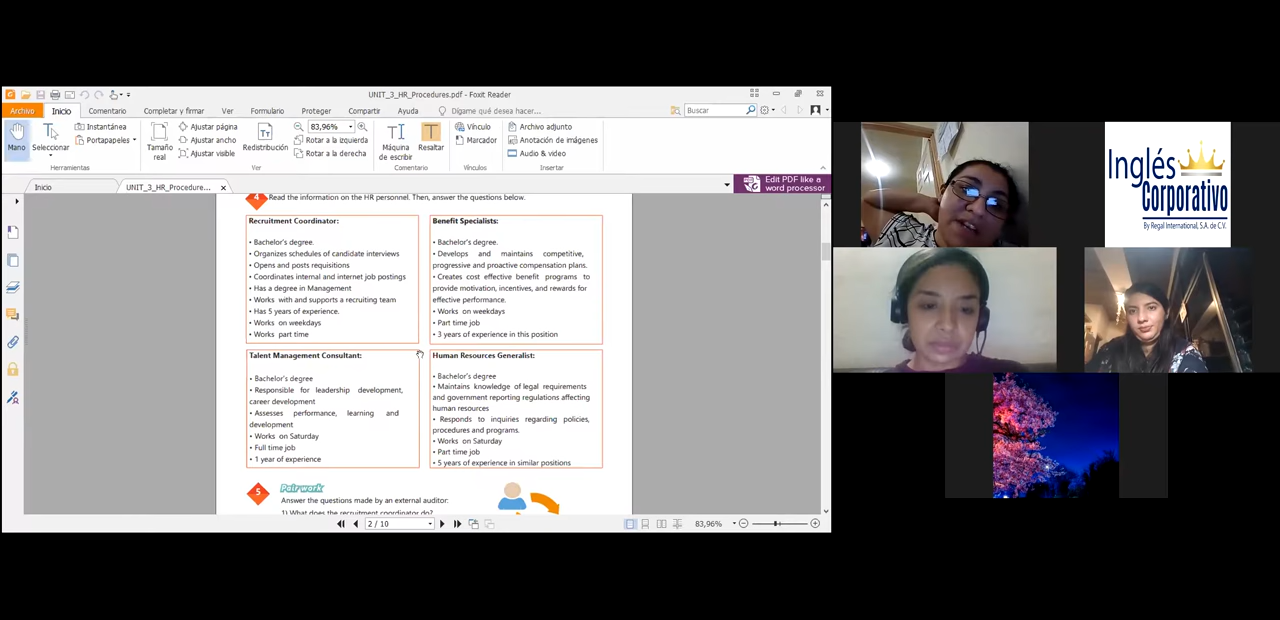 UNIT_3_HR_Procedures.pdf - Foxit Reader
Archivo Inicio Comentario Completar y firmar Ver Formulario Proteger Compartir Ayuda Dígame qué desea hacer... Buscar
Mano
Seleccionar
Instantánea
Portapapeles
Herramientas
Tamaño real
Ajustar página
Ajustar ancho
Ajustar visible
Redistribución
83,96%
Rotar a la izquierda
Rotar a la derecha
Ver
Máquina de escribir
Resaltar
Comentario
Vínculo
Marcador
Vínculos
Archivo adjunto
Anotación de imágenes
Audio & video
Insertar
Inicio UNIT_3_HR_Procedure...
Edit PDF like a
word processor
4 Read the information on the HR personnel. Then, answer the questions below.
Recruitment Coordinator:
• Bachelor's degree.
• Organizes schedules of candidate interviews
• Opens and posts requisitions
• Coordinates internal and internet job postings
• Has a degree in Management
• Works with and supports a recruiting team
• Has 5 years of experience.
• Works on weekdays
• Works part time
Benefit Specialists:
• Bachelor's degree.
• Develops and maintains competitive,
progressive and proactive compensation plans.
• Creates cost effective benefit programs to
provide motivation, incentives, and rewards for
effective performance.
• Works on weekdays
• Part time job
• 3 years of experience in this position
Talent Management Consultant:
• Bachelor's degree
• Responsible for leadership development,
career development
• Assesses performance, learning and
development
• Works on Saturday
• Full time job
• 1 year of experience
Human Resources Generalist:
• Bachelor's degree
• Maintains knowledge of legal requirements
and government reporting regulations affecting
human resources
• Responds to inquiries regarding policies,
procedures and programs.
• Works on Saturday
• Part time job
• 5 years of experience in similar positions
5 Pair work
Answer the questions made by an external auditor:
1) What does the recruitment coordinator do?
2 / 10
83,96%
Inglés
Corporativo
By Regal International, S.A. de C.V.